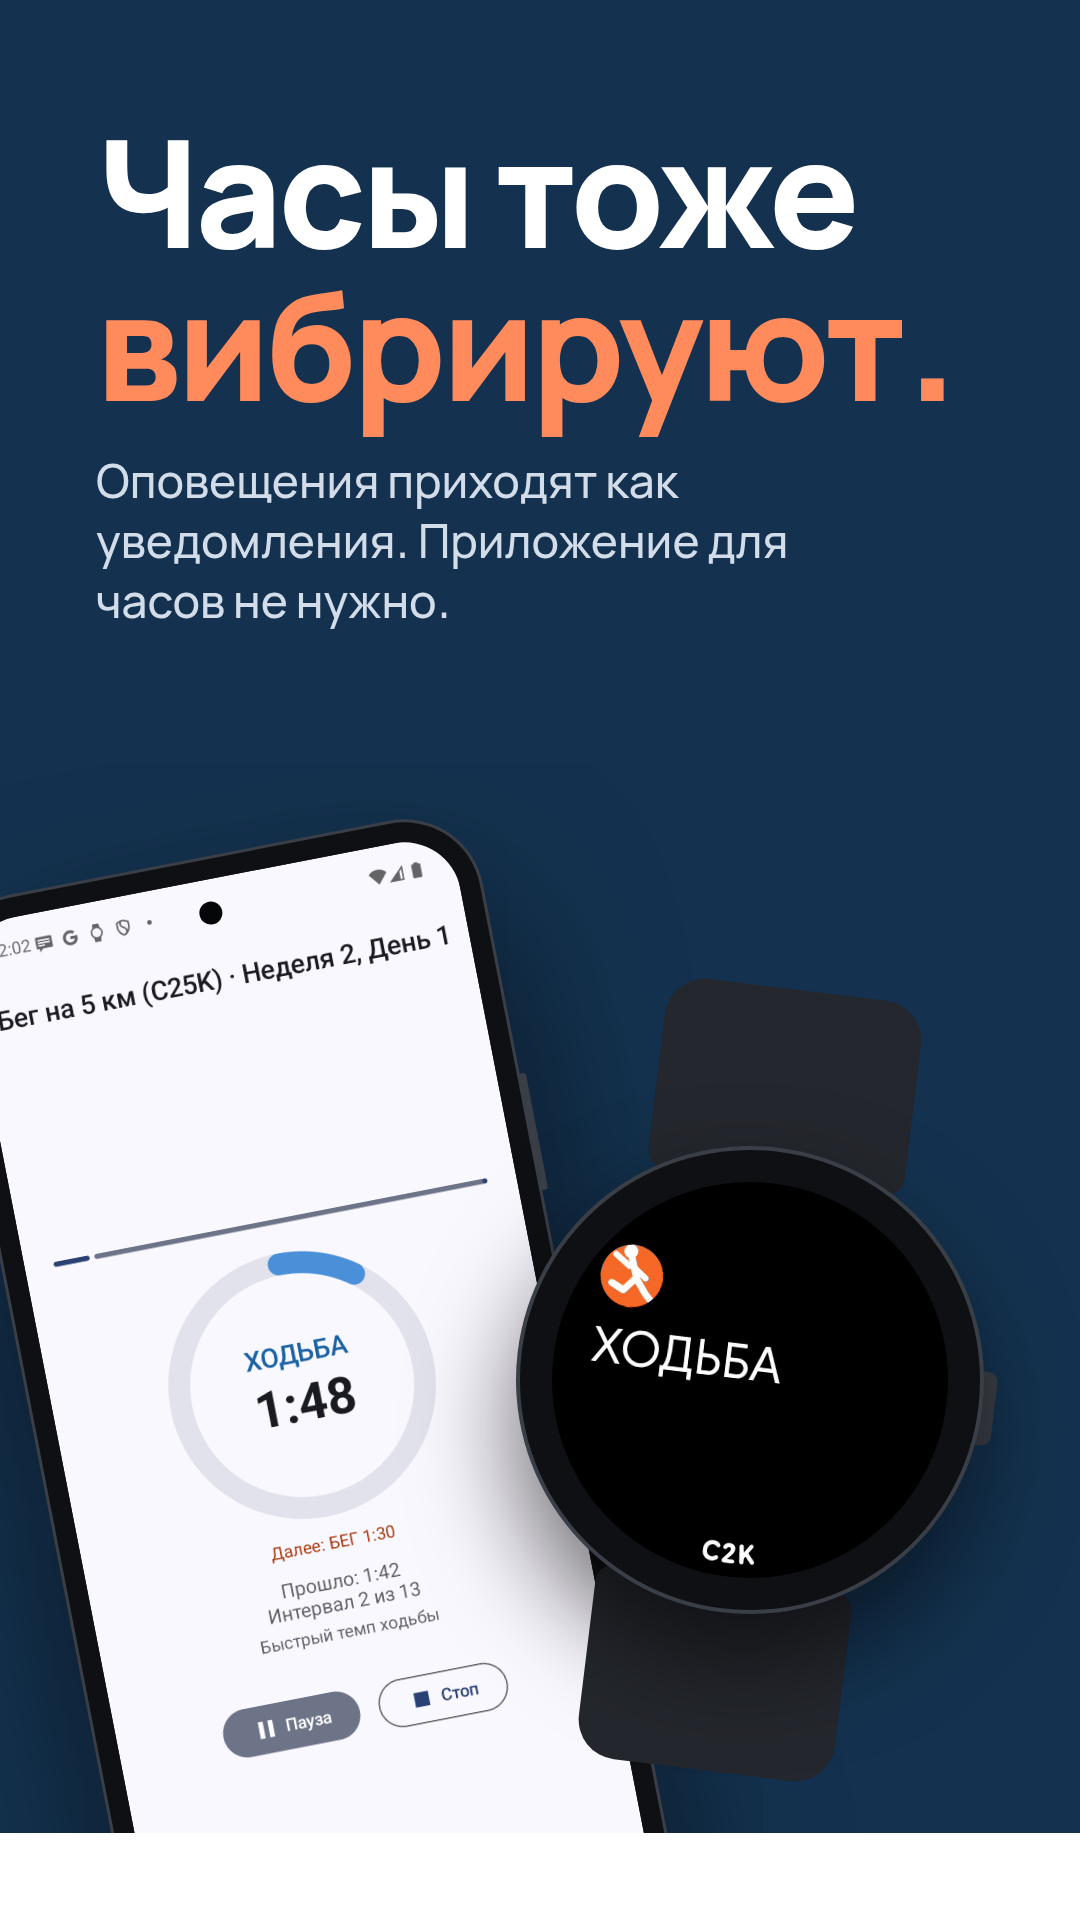 Часы тоже
вибрируют.
Оповещения приходят как
уведомления. Приложение для
часов не нужно.
2:02
Бег на 5 км (C25K) · Неделя 2, День 1
ХОДЬБА
1:48
Далее: БЕГ 1:30
Прошло: 1:42
Интервал 2 из 13
Быстрый темп ходьбы
Пауза
Стоп
ХОДЬБА
C2K